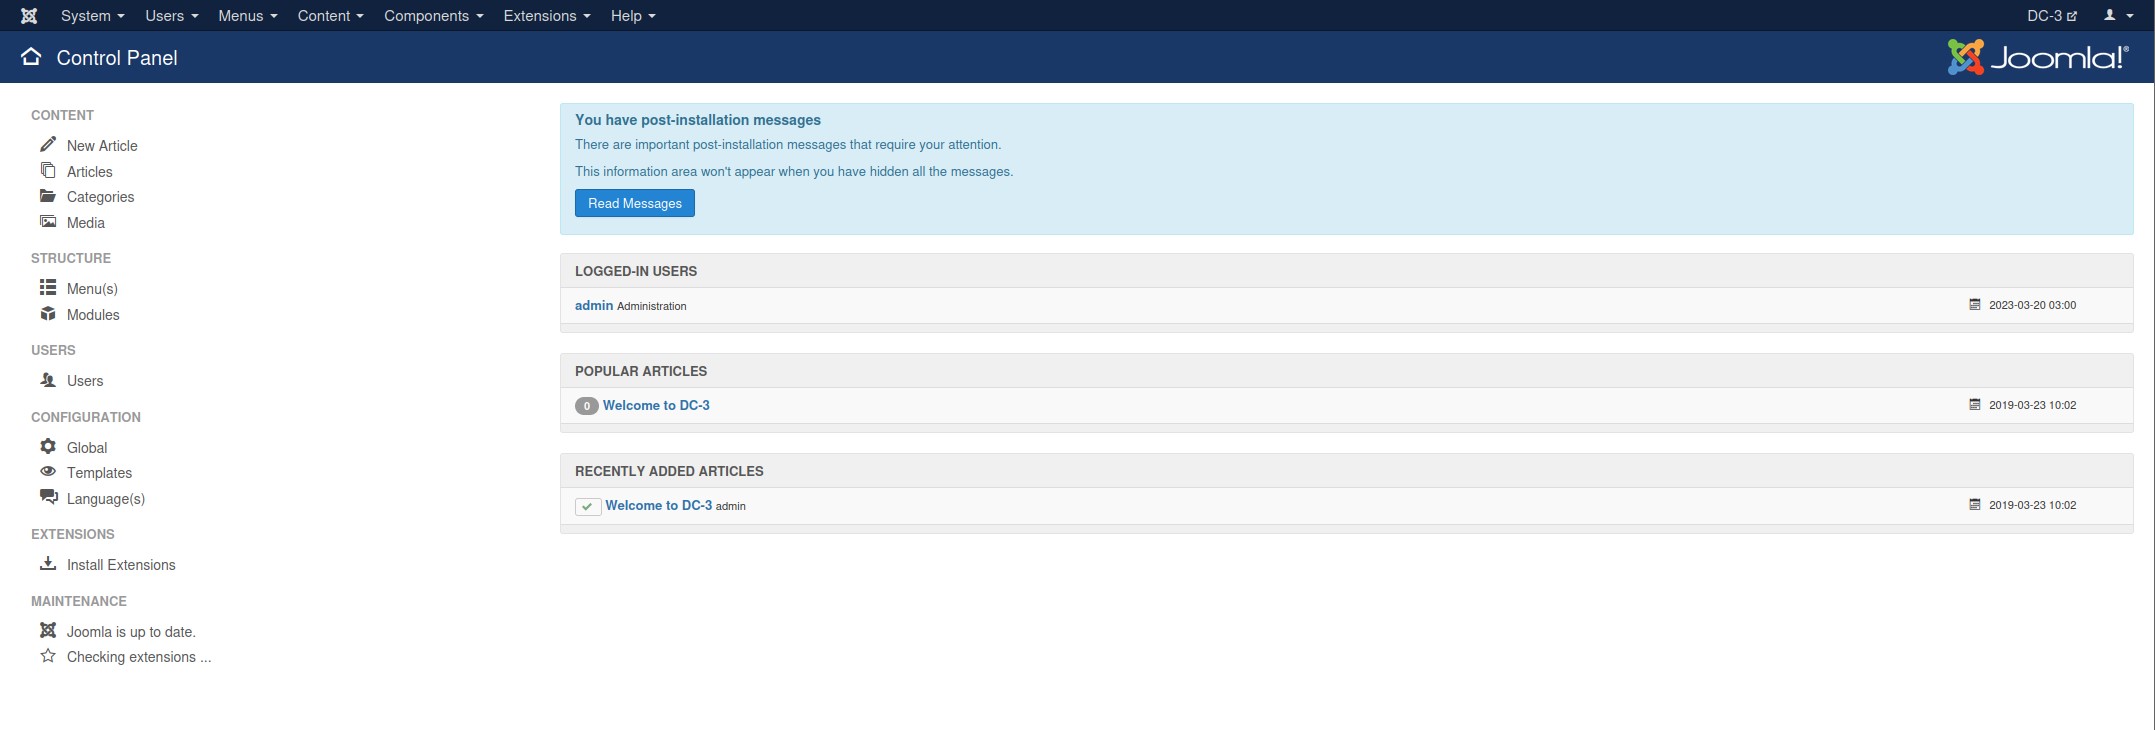 System Users Menus Content Components Extensions Help DC-3
Control Panel Joomla!®
CONTENT
New Article
Articles
Categories
Media
STRUCTURE
Menu(s)
Modules
USERS
Users
CONFIGURATION
Global
Templates
Language(s)
EXTENSIONS
Install Extensions
MAINTENANCE
Joomla is up to date.
Checking extensions ...
You have post-installation messages
There are important post-installation messages that require your attention.
This information area won't appear when you have hidden all the messages.
Read Messages
LOGGED-IN USERS
admin Administration 2023-03-20 03:00
POPULAR ARTICLES
0 Welcome to DC-3 2019-03-23 10:02
RECENTLY ADDED ARTICLES
Welcome to DC-3 admin 2019-03-23 10:02